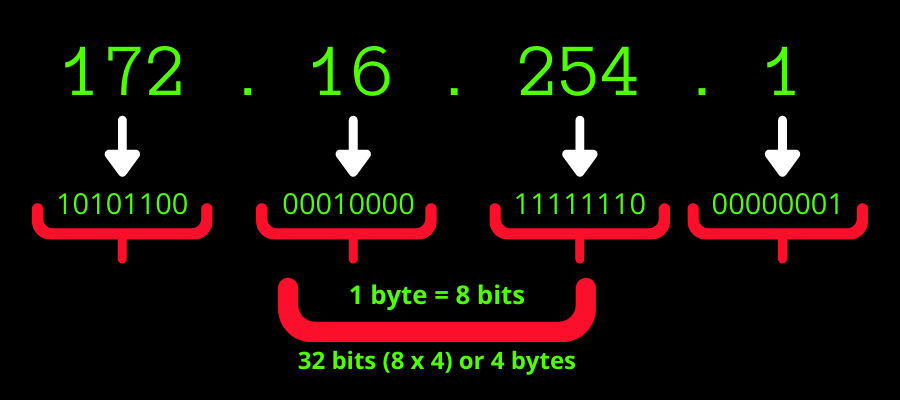 172 . 16 . 254 . 1
10101100 00010000 11111110 00000001
1 byte = 8 bits
32 bits (8 x 4) or 4 bytes